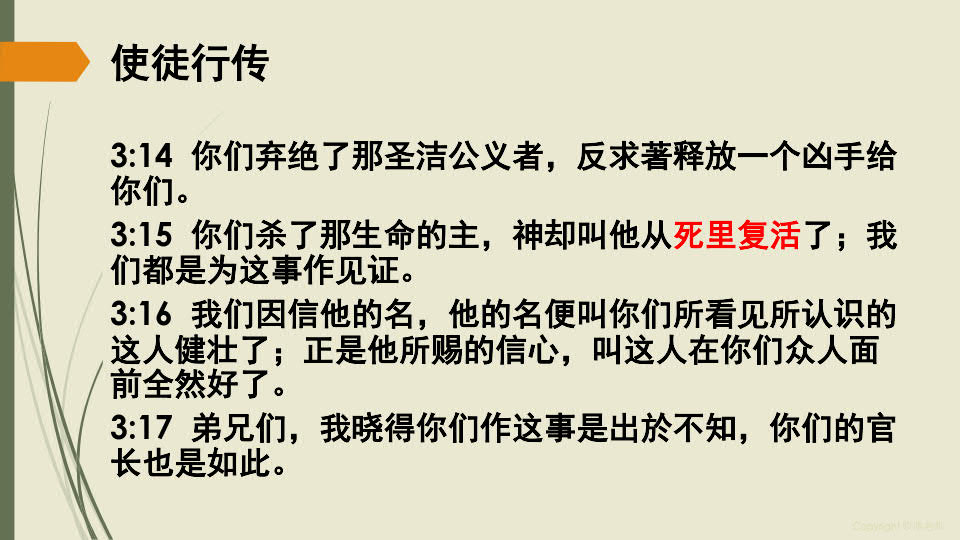 使徒行传
3:14 你们弃绝了那圣洁公义者，反求著释放一个凶手给
你们。
3:15 你们杀了那生命的主，神却叫他从死里复活了；我
们都是为这事作见证。
3:16 我们因信他的名，他的名便叫你们所看见所认识的
这人健壮了；正是他所赐的信心，叫这人在你们众人面
前全然好了。
3:17 弟兄们，我晓得你们作这事是出於不知，你们的官
长也是如此。
Copyright